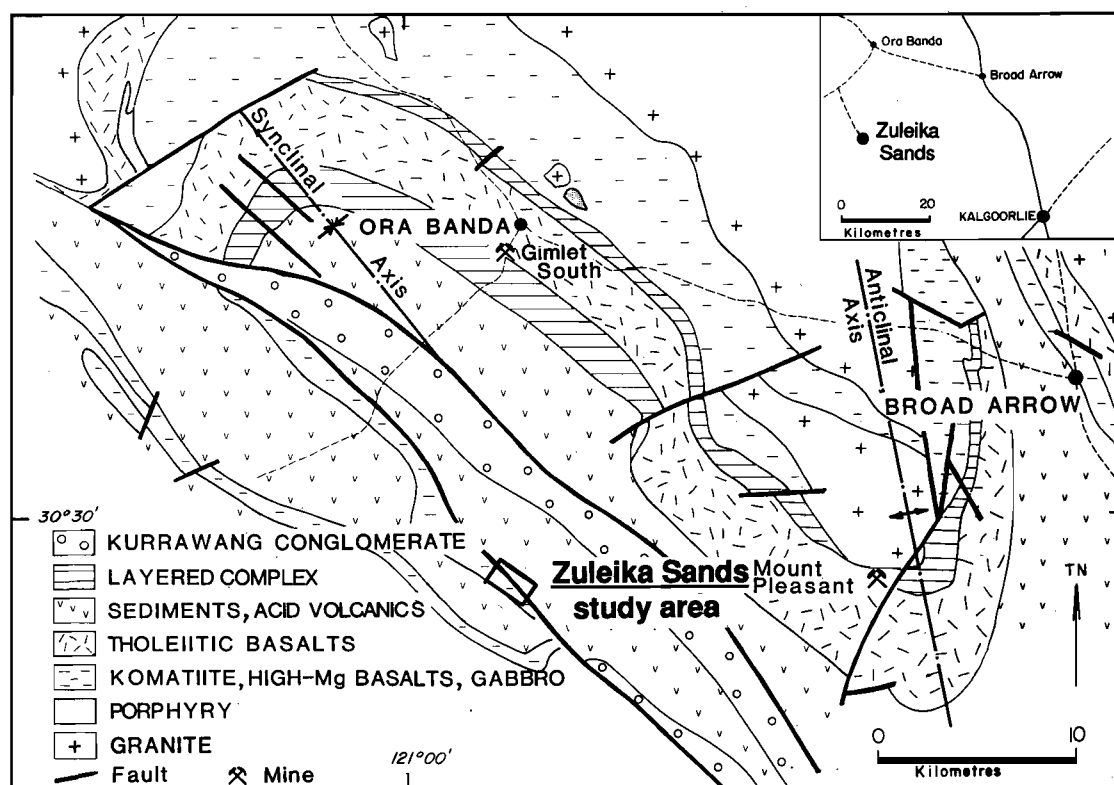 Synclinal
Axis
ORA BANDA
Gimlet
South
Anticlinal
Axis
BROAD ARROW
Zuleika Sands
study area
Mount
Pleasant
30°30'
121°00'
TN
0 10
Kilometres
KURRAWANG CONGLOMERATE
LAYERED COMPLEX
SEDIMENTS, ACID VOLCANICS
THOLEIITIC BASALTS
KOMATIITE, HIGH-Mg BASALTS, GABBRO
PORPHYRY
GRANITE
Fault
Mine
Ora Banda
Broad Arrow
Zuleika
Sands
KALGOORLIE
0 20
Kilometres